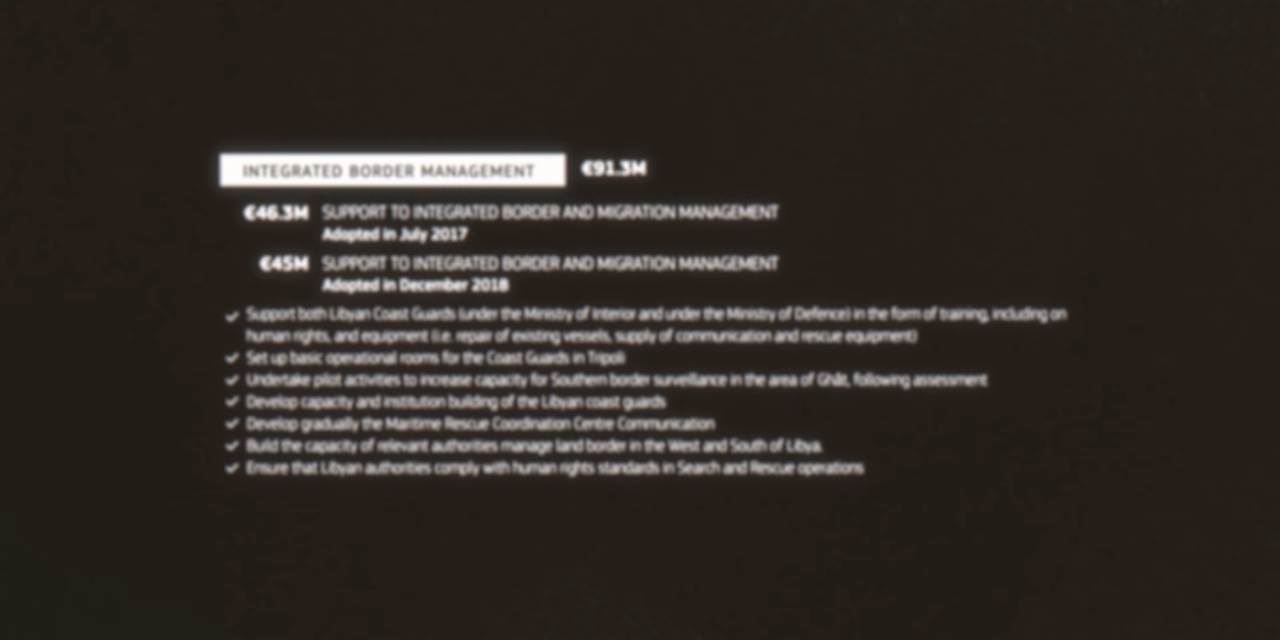 INTEGRATED BORDER MANAGEMENT €91.3M
€46.3M SUPPORT TO INTEGRATED BORDER AND MIGRATION MANAGEMENT
Adopted in July 2017
€45M SUPPORT TO INTEGRATED BORDER AND MIGRATION MANAGEMENT
Adopted in December 2018
✓ Support both Libyan Coast Guards (under the Ministry of Interior and under the Ministry of Defence) in the form of training, including on
human rights, and equipment (i.e. repair of existing vessels, supply of communication and rescue equipment)
✓ Set up basic operational rooms for the Coast Guards in Tripoli
✓ Undertake pilot activities to increase capacity for Southern border surveillance in the area of Ghāt, following assessment
✓ Develop capacity and institution building of the Libyan coast guards
✓ Develop gradually the Maritime Rescue Coordination Centre Communication
✓ Build the capacity of relevant authorities manage land border in the West and South of Libya.
✓ Ensure that Libyan authorities comply with human rights standards in Search and Rescue operations